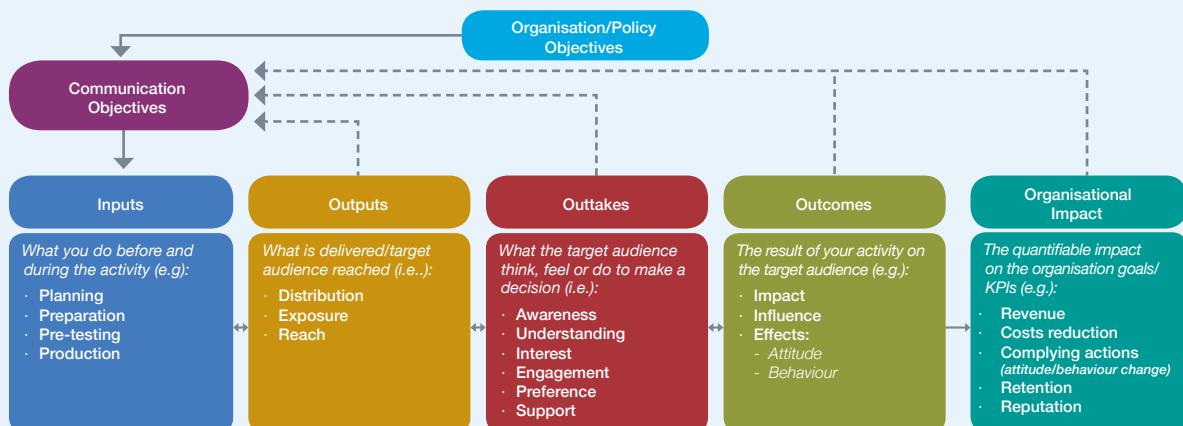 Organisation/Policy
Objectives
Communication
Objectives
Inputs
What you do before and
during the activity (e.g):
· Planning
· Preparation
· Pre-testing
· Production
Outputs
What is delivered/target
audience reached (i.e..):
· Distribution
· Exposure
· Reach
Outtakes
What the target audience
think, feel or do to make a
decision (i.e.):
· Awareness
· Understanding
· Interest
· Engagement
· Preference
· Support
Outcomes
The result of your activity on
the target audience (e.g.):
· Impact
· Influence
· Effects:
- Attitude
- Behaviour
Organisational
Impact
The quantifiable impact
on the organisation goals/
KPIs (e.g.):
· Revenue
· Costs reduction
· Complying actions
(attitude/behaviour change)
· Retention
· Reputation